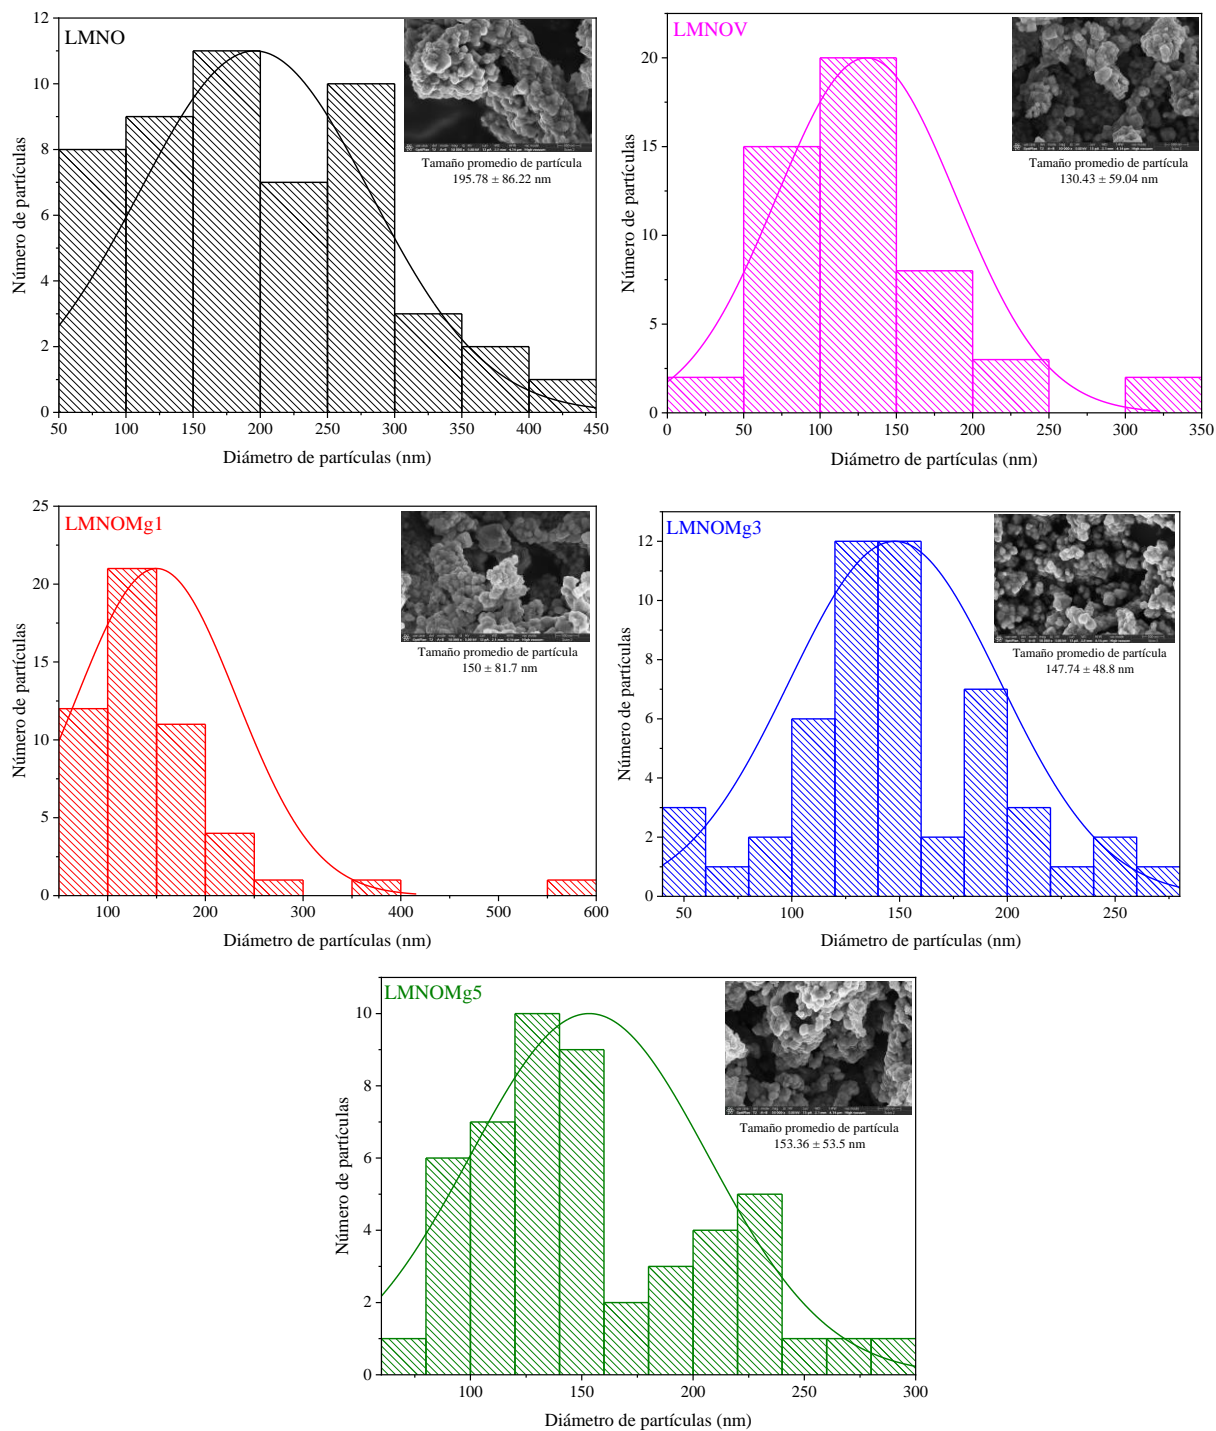 LMNO
Tamaño promedio de partícula
195.78 ± 86.22 nm
Número de partículas
0
2
4
6
8
10
12
50
100
150
200
250
300
350
400
450
Diámetro de partículas (nm)
LMNOV
Tamaño promedio de partícula
130.43 ± 59.04 nm
Número de partículas
0
5
10
15
20
0
50
100
150
200
250
300
350
Diámetro de partículas (nm)
LMNOMg1
Tamaño promedio de partícula
150 ± 81.7 nm
Número de partículas
0
5
10
15
20
25
100
200
300
400
500
600
Diámetro de partículas (nm)
LMNOMg3
Tamaño promedio de partícula
147.74 ± 48.8 nm
Número de partículas
0
2
4
6
8
10
12
50
100
150
200
250
Diámetro de partículas (nm)
LMNOMg5
Tamaño promedio de partícula
153.36 ± 53.5 nm
Número de partículas
0
2
4
6
8
10
100
150
200
250
300
Diámetro de partículas (nm)